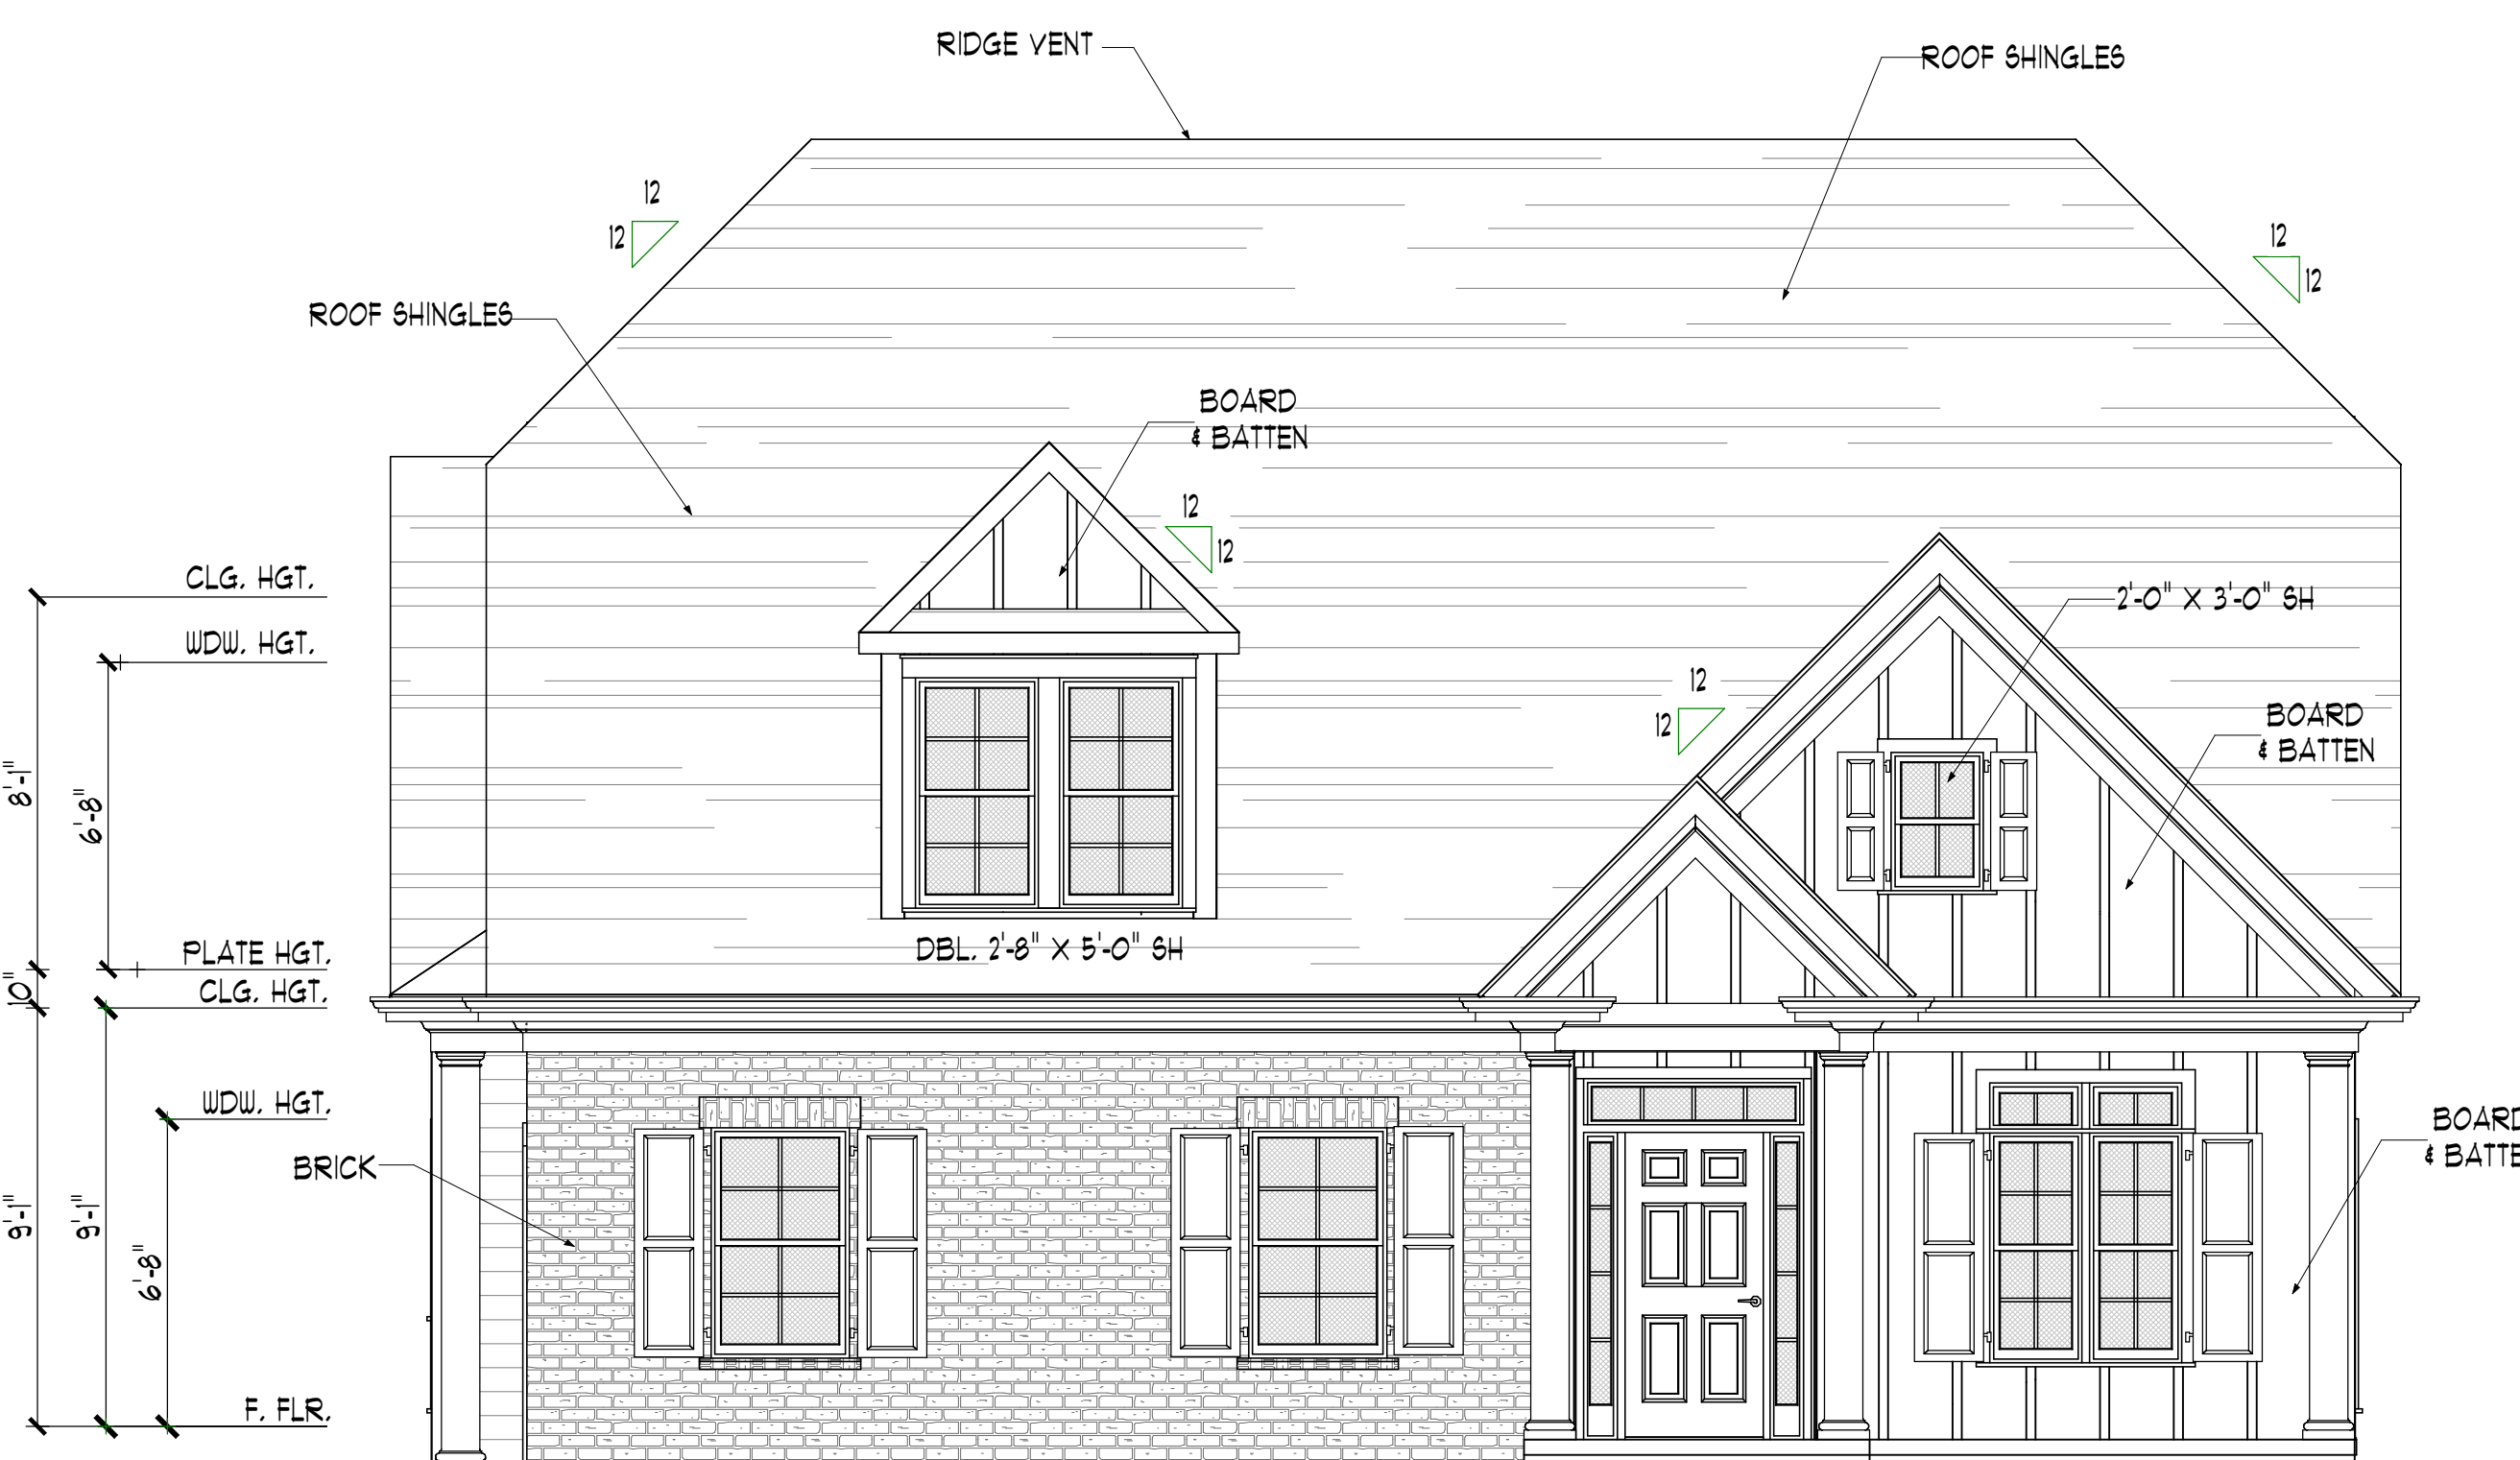 RIDGE VENT
ROOF SHINGLES
12
12
12
12
ROOF SHINGLES
BOARD
& BATTEN
12
12
CLG. HGT.
2'-0" X 3'-0" SH
WDW. HGT.
12
12
BOARD
& BATTEN
8'-1"
6'-8"
DBL. 2'-8" X 5'-0" SH
PLATE HGT.
10"
CLG. HGT.
WDW. HGT.
BOARD
& BATTE
BRICK
9'-1"
9'-1"
6'-8"
F. FLR.